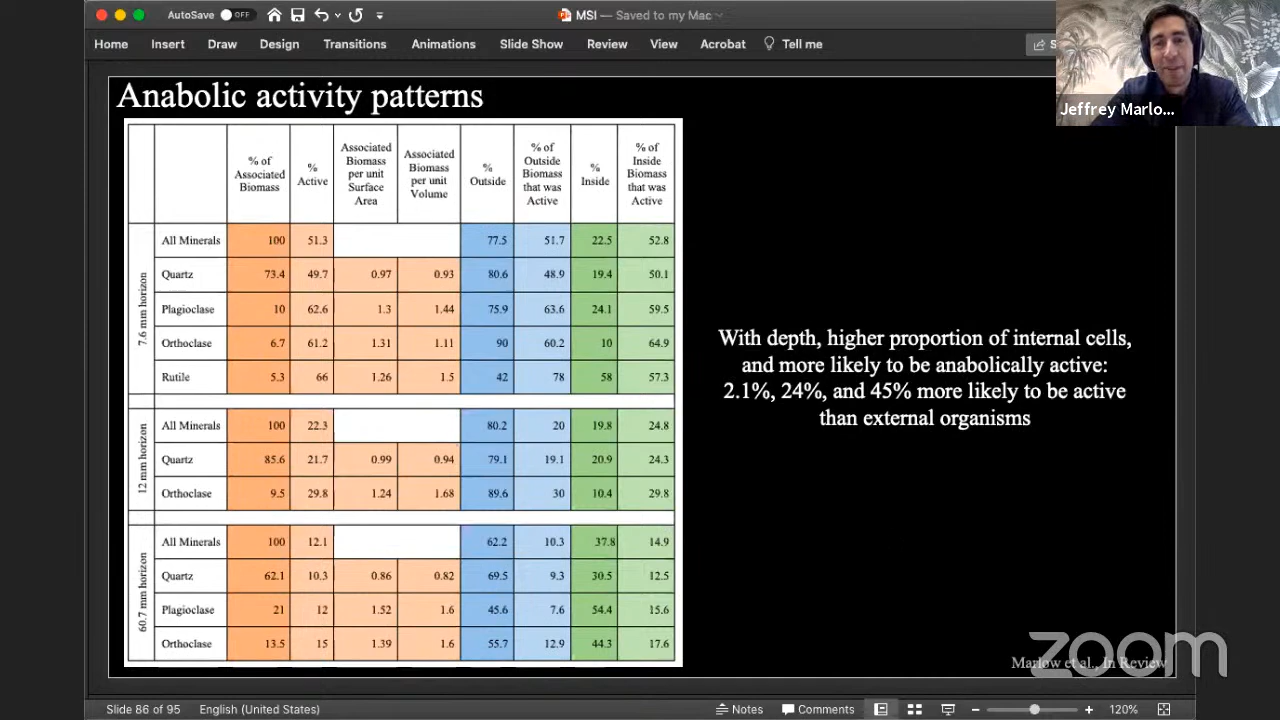 AutoSave OFF
MSI — Saved to my Mac
Home Insert Draw Design Transitions Animations Slide Show Review View Acrobat Tell me
Jeffrey Marlo...
Anabolic activity patterns
% of Associated Biomass | % Active | Associated Biomass per unit Surface Area | Associated Biomass per unit Volume | % Outside | % of Outside Biomass that was Active | % Inside | % of Inside Biomass that was Active
7.6 mm horizon
All Minerals 100 51.3 77.5 51.7 22.5 52.8
Quartz 73.4 49.7 0.97 0.93 80.6 48.9 19.4 50.1
Plagioclase 10 62.6 1.3 1.44 75.9 63.6 24.1 59.5
Orthoclase 6.7 61.2 1.31 1.11 90 60.2 10 64.9
Rutile 5.3 66 1.26 1.5 42 78 58 57.3
12 mm horizon
All Minerals 100 22.3 80.2 20 19.8 24.8
Quartz 85.6 21.7 0.99 0.94 79.1 19.1 20.9 24.3
Orthoclase 9.5 29.8 1.24 1.68 89.6 30 10.4 29.8
60.7 mm horizon
All Minerals 100 12.1 62.2 10.3 37.8 14.9
Quartz 62.1 10.3 0.86 0.82 69.5 9.3 30.5 12.5
Plagioclase 21 12 1.52 1.6 45.6 7.6 54.4 15.6
Orthoclase 13.5 15 1.39 1.6 55.7 12.9 44.3 17.6
With depth, higher proportion of internal cells,
and more likely to be anabolically active:
2.1%, 24%, and 45% more likely to be active
than external organisms
Marlow et al., In Review
zoom
Slide 86 of 95 English (United States) Notes Comments 120%